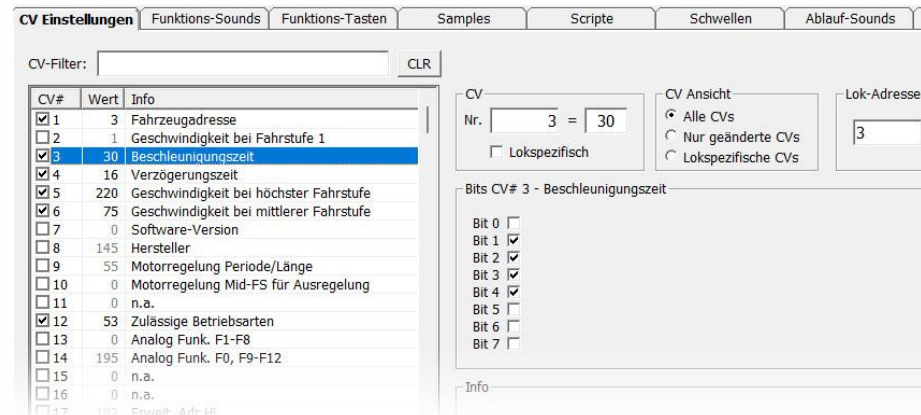 CV Einstellungen Funktions-Sounds Funktions-Tasten Samples Scripte Schwellen Ablauf-Sounds
CV-Filter: CLR
CV# Wert Info
1 3 Fahrzeugadresse
2 1 Geschwindigkeit bei Fahrstufe 1
3 30 Beschleunigungszeit
4 16 Verzögerungszeit
5 220 Geschwindigkeit bei höchster Fahrstufe
6 75 Geschwindigkeit bei mittlerer Fahrstufe
7 0 Software-Version
8 145 Hersteller
9 55 Motorregelung Periode/Länge
10 0 Motorregelung Mid-FS für Ausregelung
11 0 n.a.
12 53 Zulässige Betriebsarten
13 0 Analog Funk. F1-F8
14 195 Analog Funk. F0, F9-F12
15 0 n.a.
16 0 n.a.
17 192 Erweit. Adr Hi
CV
Nr. 3 = 30
Lokspezifisch
CV Ansicht
Alle CVs
Nur geänderte CVs
Lokspezifische CVs
Lok-Adresse
3
Bits CV# 3 - Beschleunigungszeit
Bit 0
Bit 1
Bit 2
Bit 3
Bit 4
Bit 5
Bit 6
Bit 7
Info